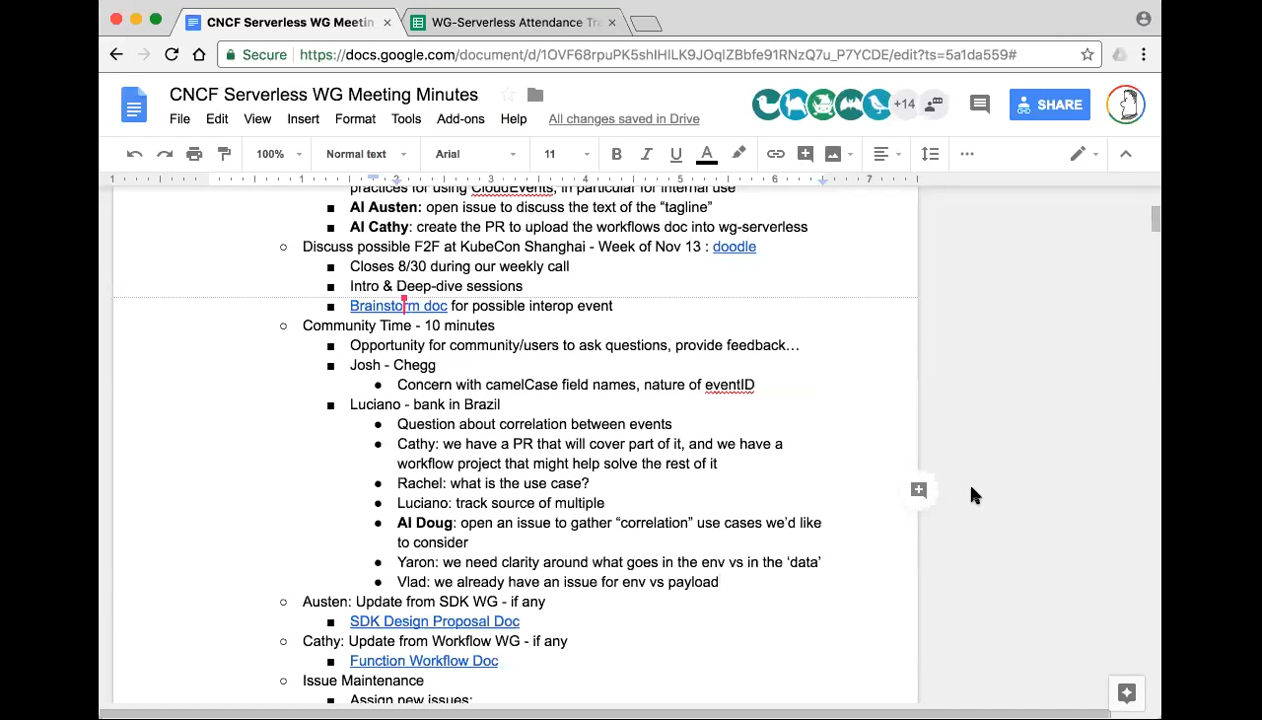 CNCF Serverless WG Meetin
WG-Serverless Attendance Tra
Secure https://docs.google.com/document/d/1OVF68rpuPK5shIHILK9JOqlZBbfe91RNzQ7u_P7YCDE/edit?ts=5a1da559#
CNCF Serverless WG Meeting Minutes
+14
SHARE
File Edit View Insert Format Tools Add-ons Help All changes saved in Drive
100% Normal text Arial 11 B I U A
1 1 2 3 4 5 6 7
practices for using CloudEvents, in particular for internal use
■ AI Austen: open issue to discuss the text of the “tagline”
■ AI Cathy: create the PR to upload the workflows doc into wg-serverless
○ Discuss possible F2F at KubeCon Shanghai - Week of Nov 13 : doodle
■ Closes 8/30 during our weekly call
■ Intro & Deep-dive sessions
■ Brainstorm doc for possible interop event
○ Community Time - 10 minutes
■ Opportunity for community/users to ask questions, provide feedback…
■ Josh - Chegg
● Concern with camelCase field names, nature of eventID
■ Luciano - bank in Brazil
● Question about correlation between events
● Cathy: we have a PR that will cover part of it, and we have a
workflow project that might help solve the rest of it
● Rachel: what is the use case?
● Luciano: track source of multiple
● AI Doug: open an issue to gather “correlation” use cases we’d like
to consider
● Yaron: we need clarity around what goes in the env vs in the ‘data’
● Vlad: we already have an issue for env vs payload
○ Austen: Update from SDK WG - if any
■ SDK Design Proposal Doc
○ Cathy: Update from Workflow WG - if any
■ Function Workflow Doc
○ Issue Maintenance
■ Assign new issues: